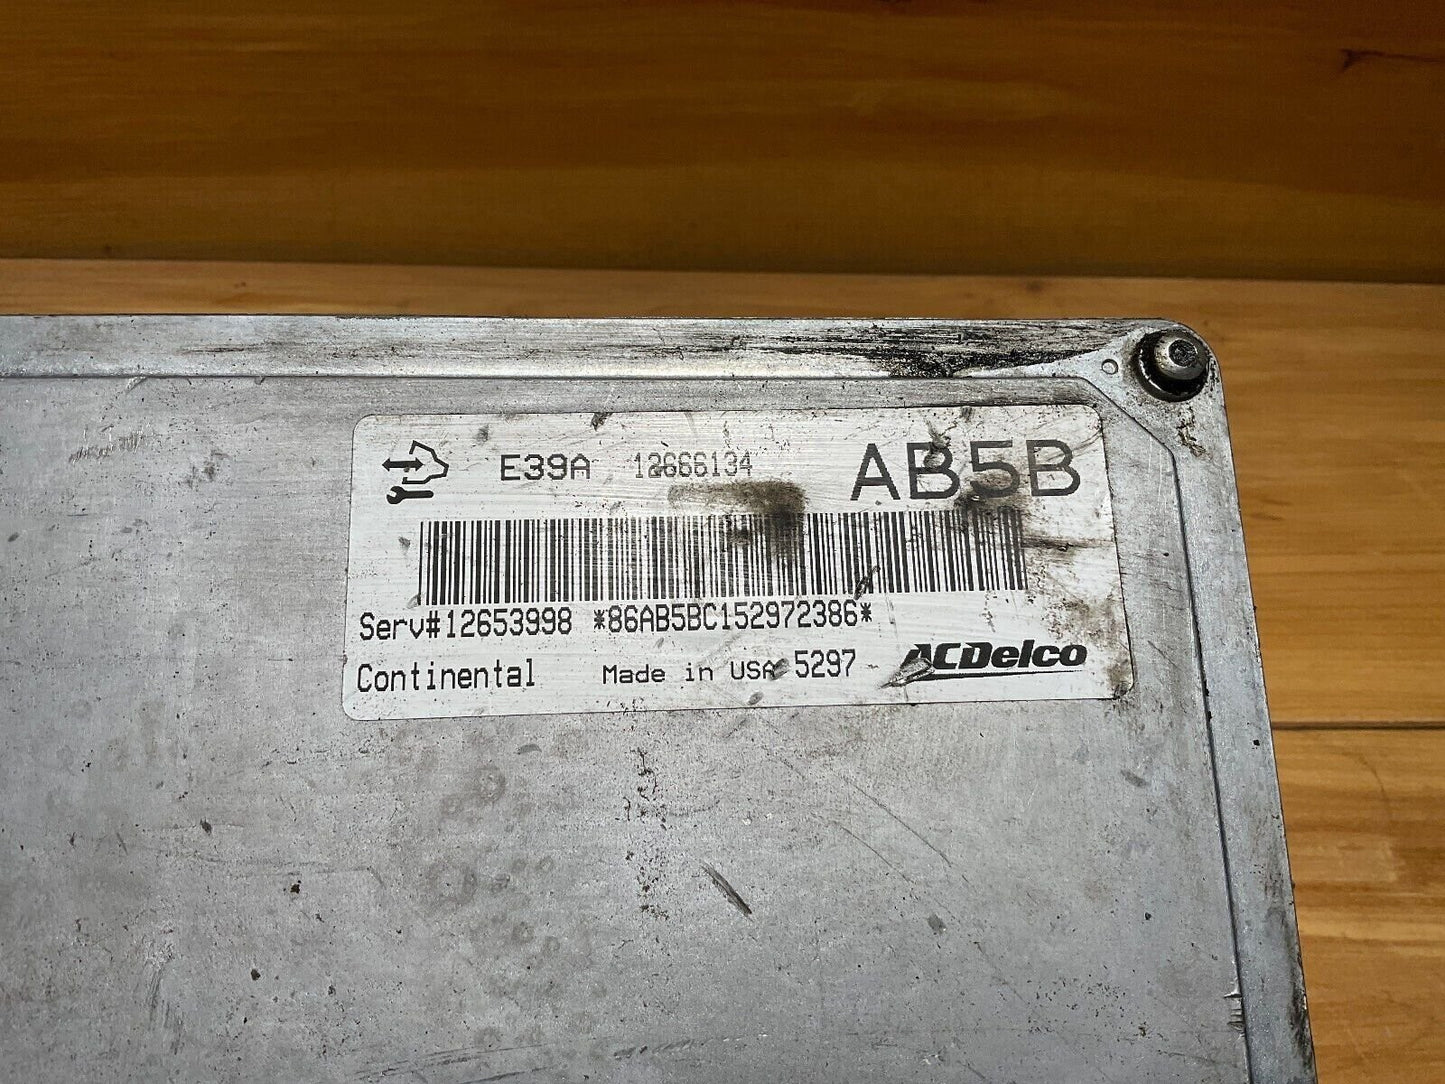 E39A 12666134 AB5B
Serv#12653998 *86AB5BC152972386*
Continental Made in USA 5297 ACDelco